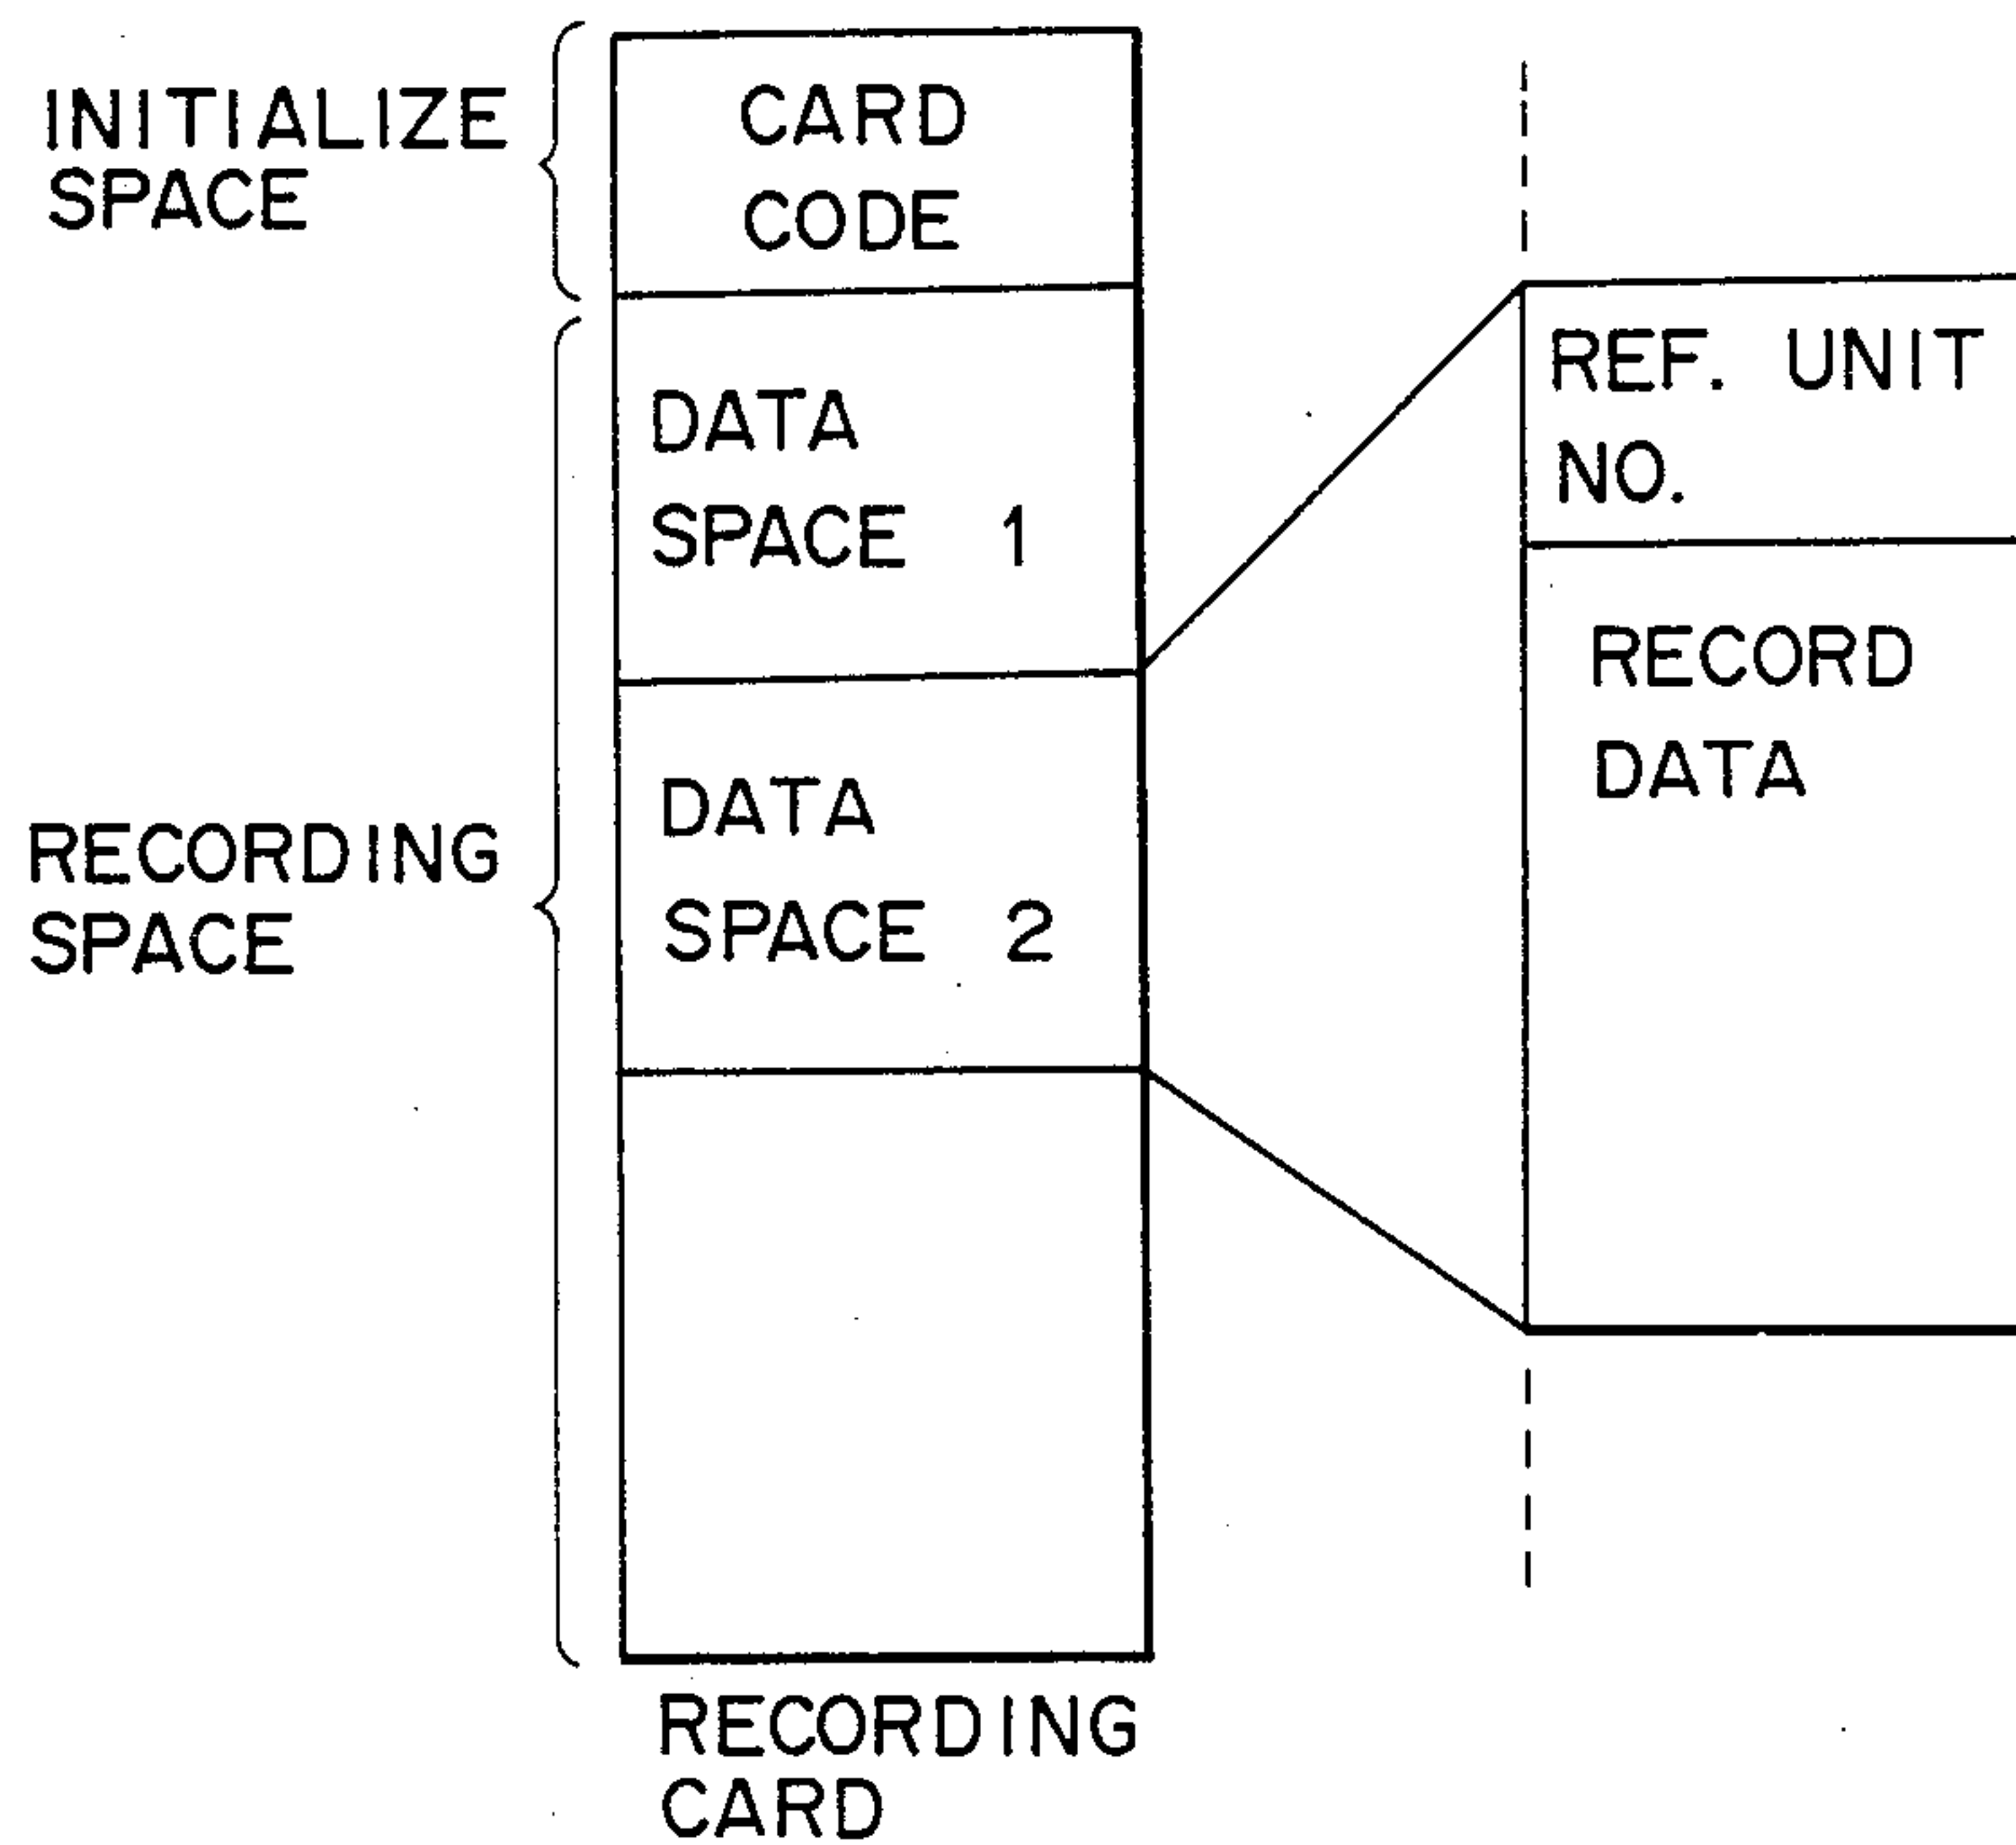 INITIALIZE
SPACE
CARD
CODE
DATA
SPACE 1
REF. UNIT
NO.
RECORD
DATA
DATA
SPACE 2
RECORDING
SPACE
RECORDING
CARD